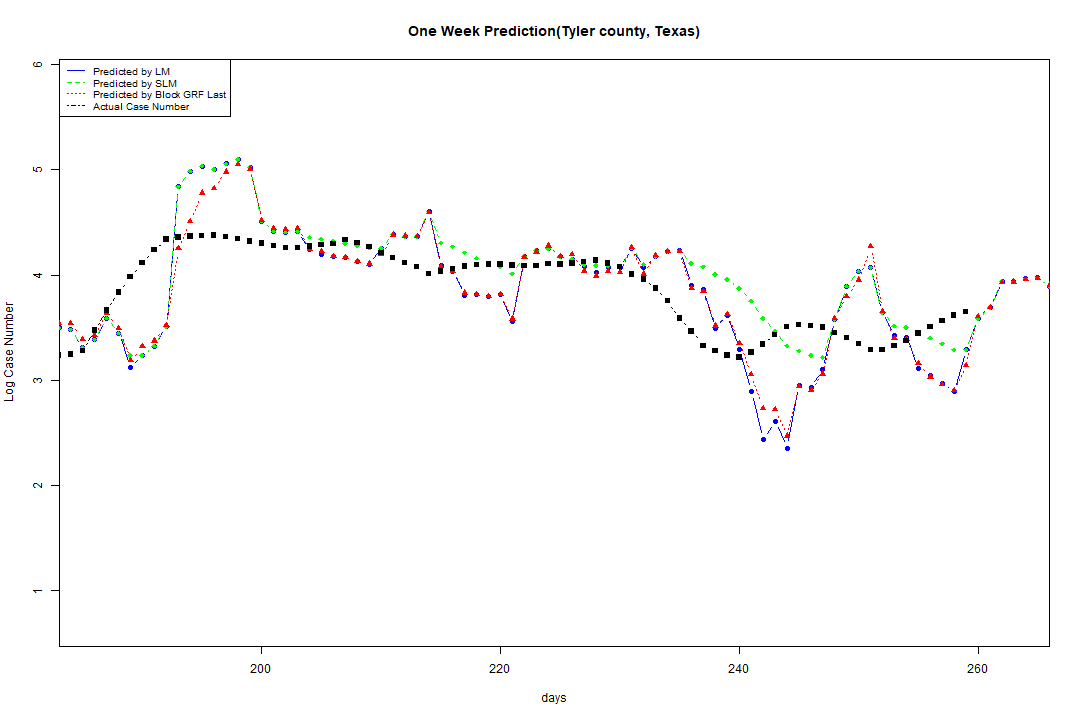 One Week Prediction(Tyler county, Texas)
Predicted by LM
Predicted by SLM
Predicted by Block GRF Last
Actual Case Number
6
5
4
3
2
1
Log Case Number
200 220 240 260
days